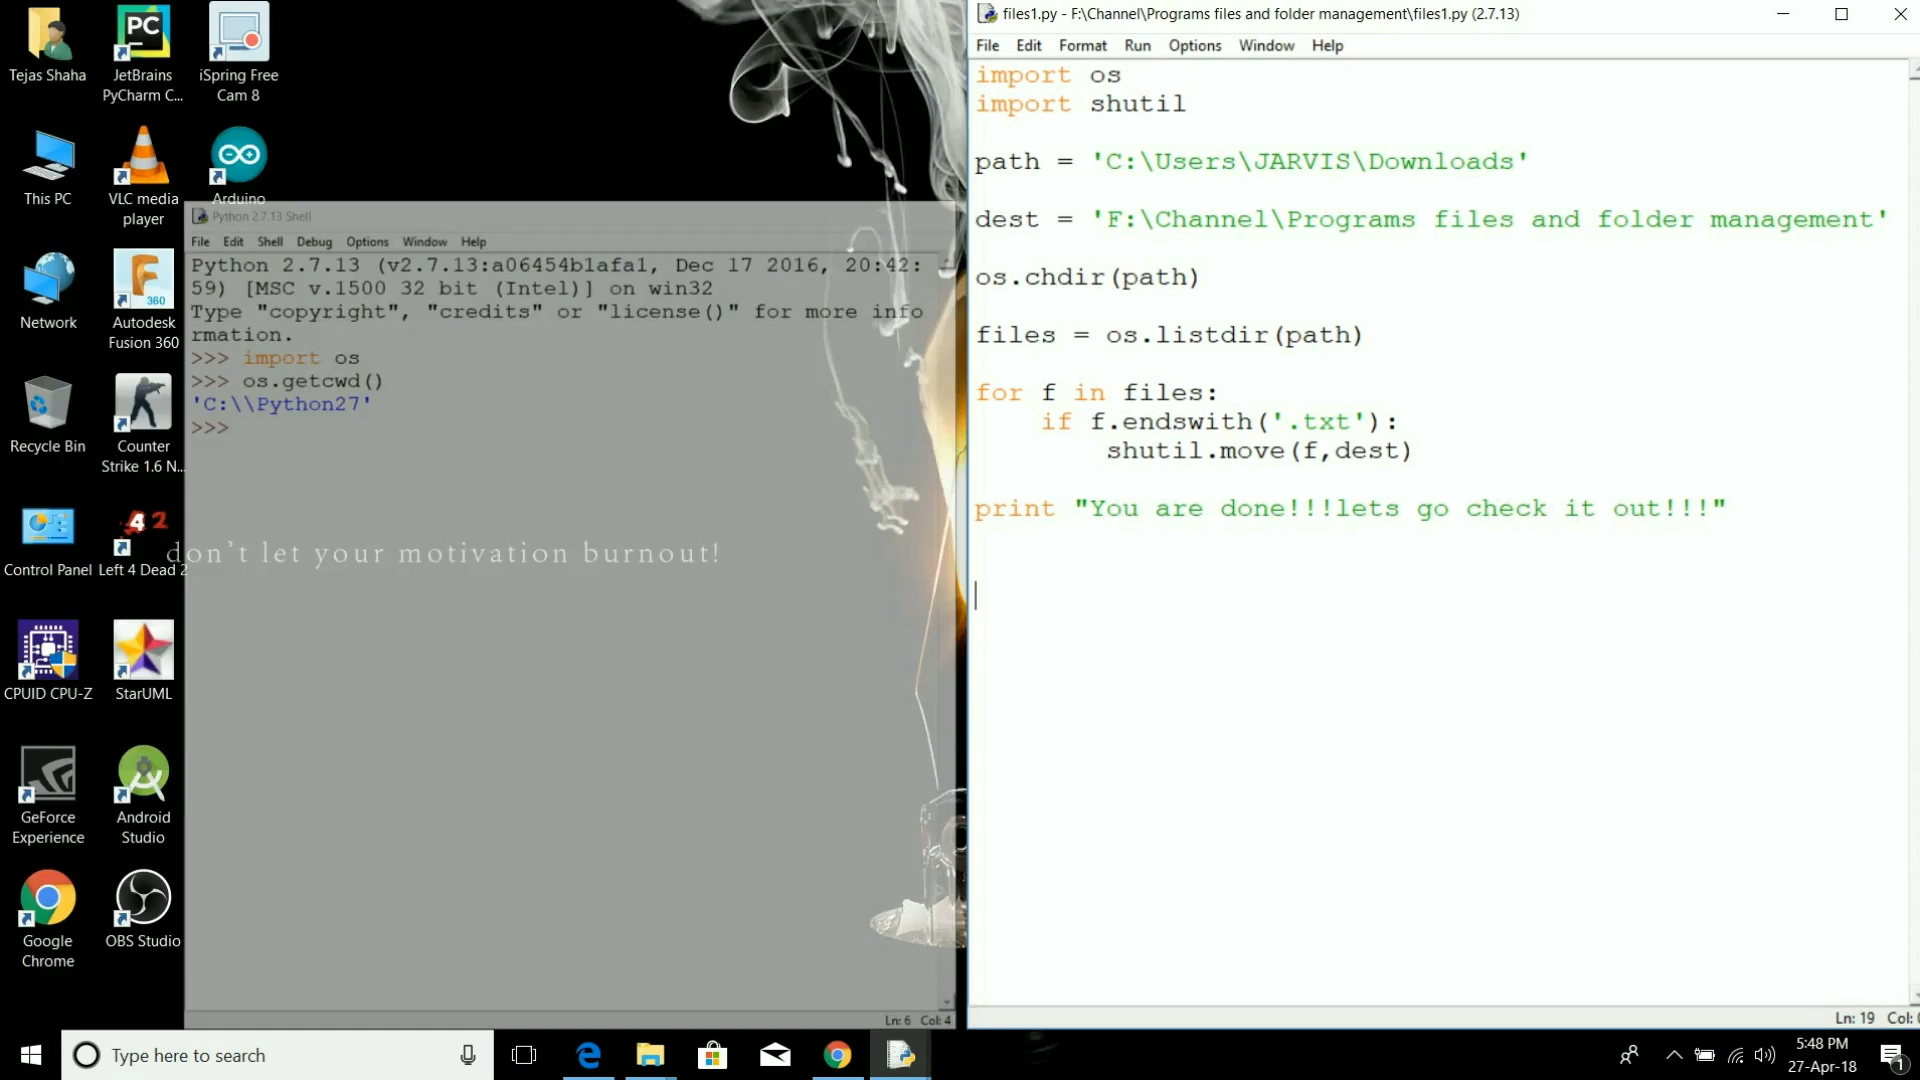 Tejas Shaha
JetBrains
PyCharm C...
iSpring Free
Cam 8
This PC
VLC media
player
Arduino
Network
Autodesk
Fusion 360
Recycle Bin
Counter
Strike 1.6 N...
Control Panel
Left 4 Dead 2
CPUID CPU-Z
StarUML
GeForce
Experience
Android
Studio
Google
Chrome
OBS Studio
don't let your motivation burnout!
Python 2.7.13 Shell
File Edit Shell Debug Options Window Help
Python 2.7.13 (v2.7.13:a06454b1afa1, Dec 17 2016, 20:42:
59) [MSC v.1500 32 bit (Intel)] on win32
Type "copyright", "credits" or "license()" for more info
rmation.
>>> import os
>>> os.getcwd()
'C:\\Python27'
>>>
Ln: 6 Col: 4
files1.py - F:\Channel\Programs files and folder management\files1.py (2.7.13)
File Edit Format Run Options Window Help
import os
import shutil
path = 'C:\Users\JARVIS\Downloads'
dest = 'F:\Channel\Programs files and folder management'
os.chdir(path)
files = os.listdir(path)
for f in files:
    if f.endswith('.txt'):
        shutil.move(f,dest)
print "You are done!!!lets go check it out!!!"
Ln: 19 Col: 0
Type here to search
5:48 PM
27-Apr-18
1